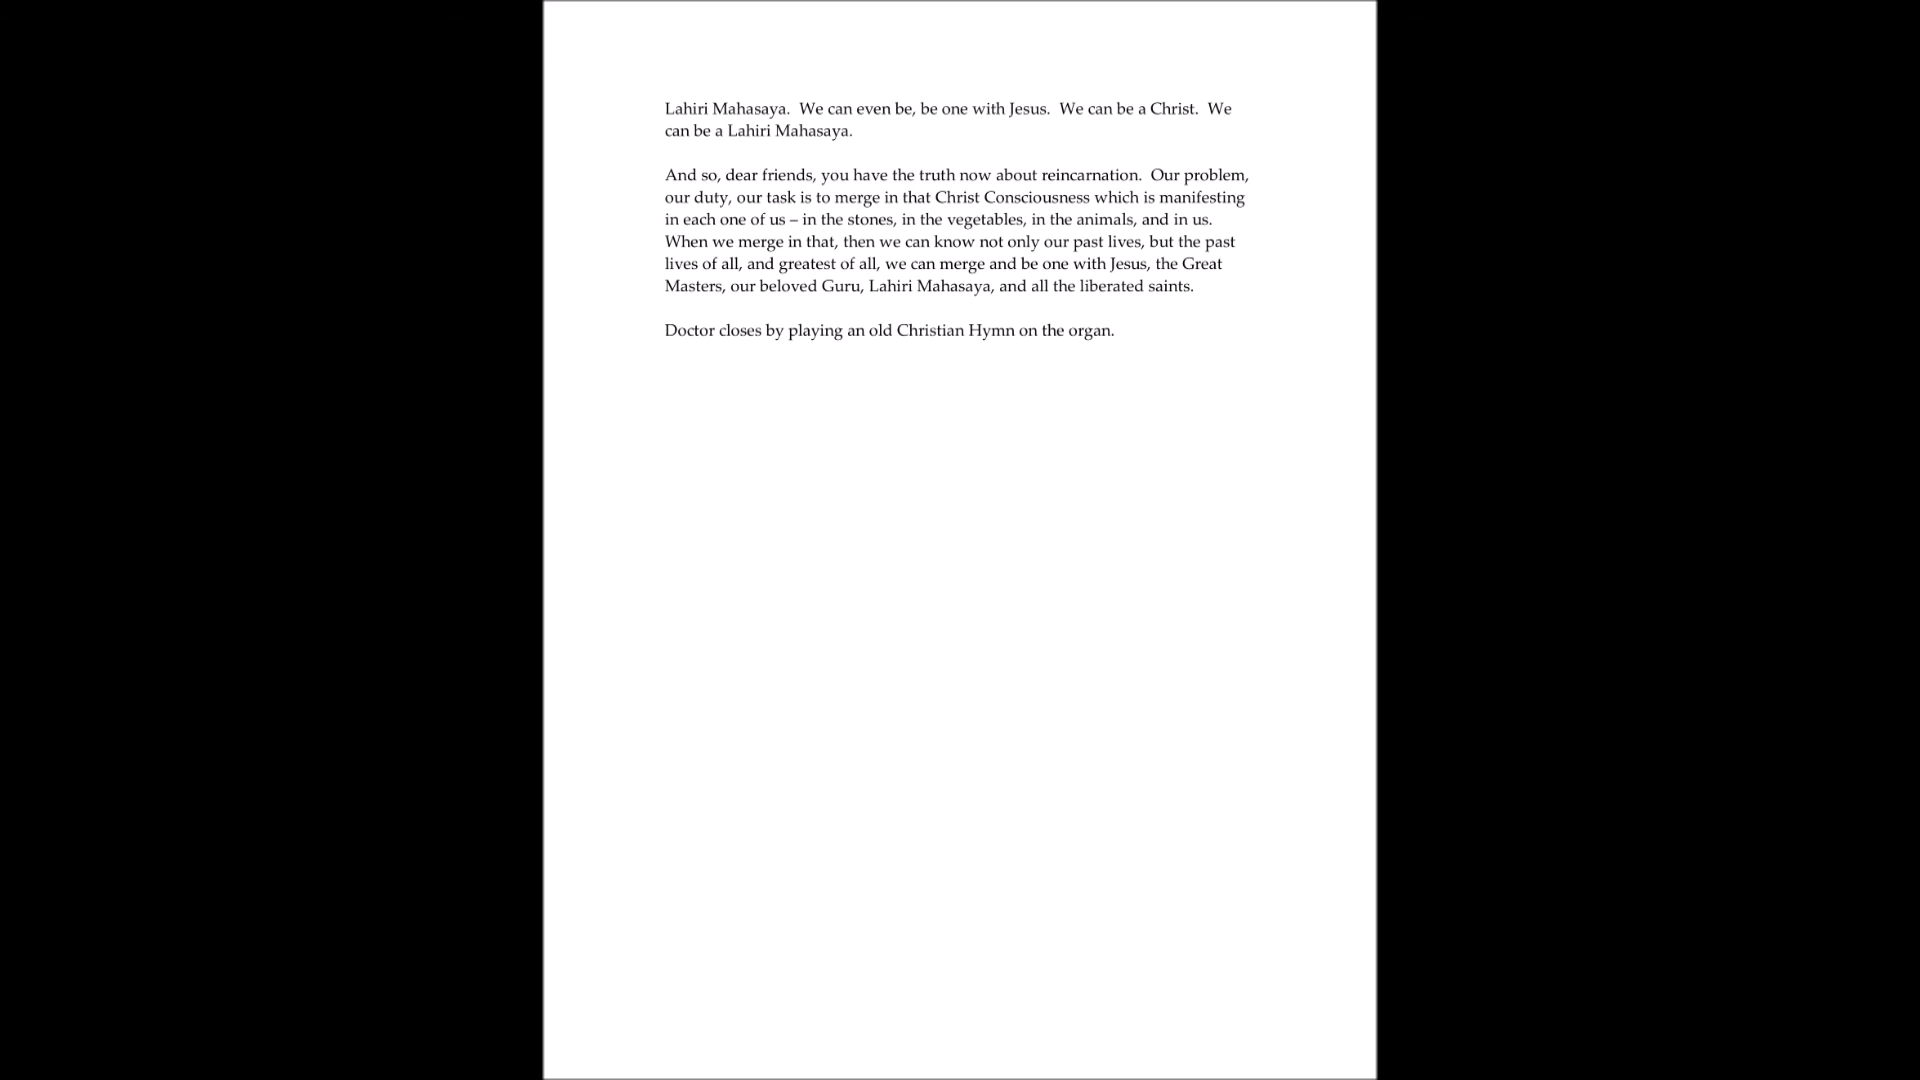 Lahiri Mahasaya.  We can even be, be one with Jesus.  We can be a Christ.  We
can be a Lahiri Mahasaya.
And so, dear friends, you have the truth now about reincarnation.  Our problem,
our duty, our task is to merge in that Christ Consciousness which is manifesting
in each one of us – in the stones, in the vegetables, in the animals, and in us.
When we merge in that, then we can know not only our past lives, but the past
lives of all, and greatest of all, we can merge and be one with Jesus, the Great
Masters, our beloved Guru, Lahiri Mahasaya, and all the liberated saints.
Doctor closes by playing an old Christian Hymn on the organ.